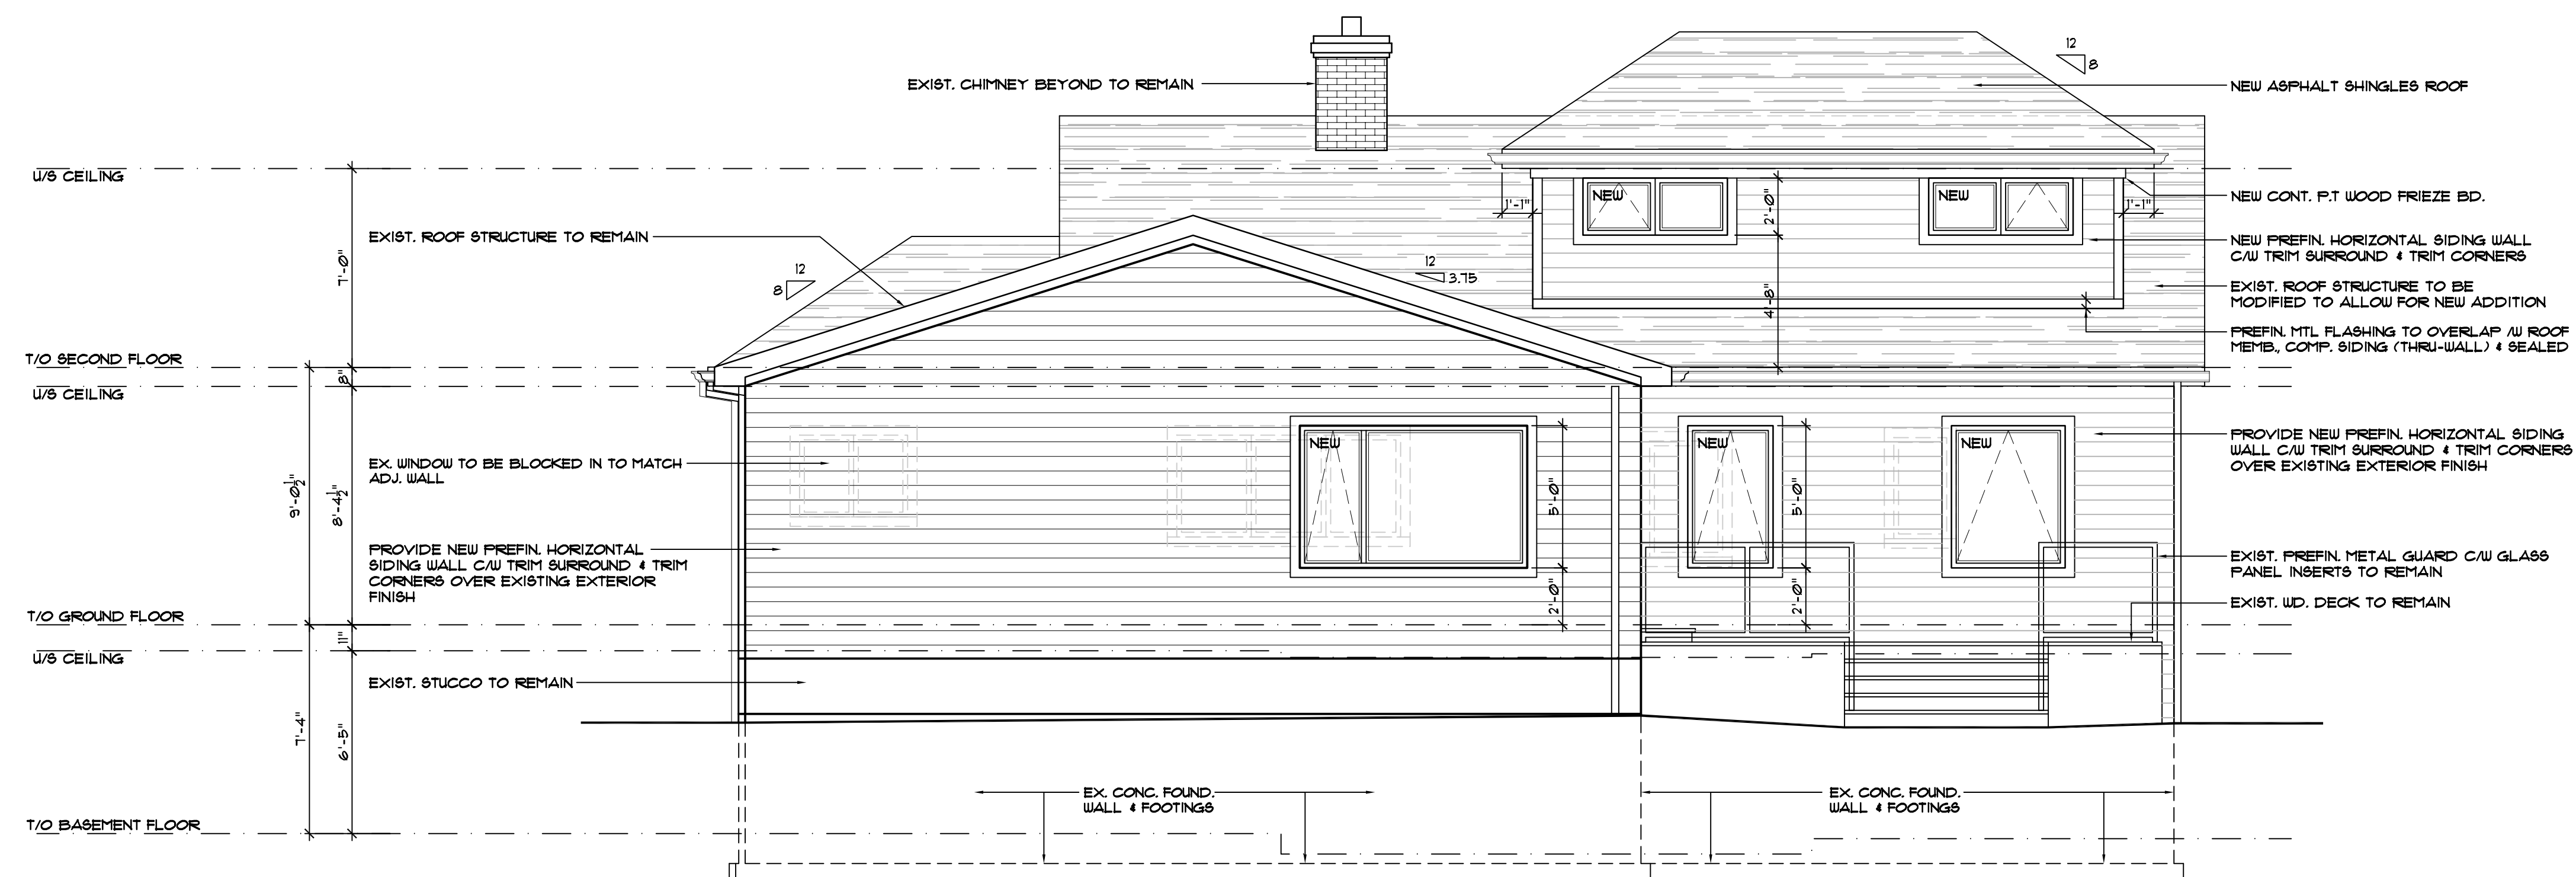 12
8
EXIST. CHIMNEY BEYOND TO REMAIN
NEW ASPHALT SHINGLES ROOF
U/S CEILING
NEW
NEW
NEW CONT. P.T WOOD FRIEZE BD.
1'-1"
2'-0"
1'-1"
EXIST. ROOF STRUCTURE TO REMAIN
NEW PREFIN. HORIZONTAL SIDING WALL
C/W TRIM SURROUND & TRIM CORNERS
7'-0"
12
8
12
3.75
4'-8"
EXIST. ROOF STRUCTURE TO BE
MODIFIED TO ALLOW FOR NEW ADDITION
PREFIN. MTL FLASHING TO OVERLAP /W ROOF
MEMB., COMP. SIDING (THRU-WALL) & SEALED
T/O SECOND FLOOR
8"
U/S CEILING
NEW
NEW
NEW
PROVIDE NEW PREFIN. HORIZONTAL SIDING
WALL C/W TRIM SURROUND & TRIM CORNERS
OVER EXISTING EXTERIOR FINISH
EX. WINDOW TO BE BLOCKED IN TO MATCH
ADJ. WALL
9'-0 1/2"
8'-4 1/2"
5'-0"
5'-0"
PROVIDE NEW PREFIN. HORIZONTAL
SIDING WALL C/W TRIM SURROUND & TRIM
CORNERS OVER EXISTING EXTERIOR
FINISH
EXIST. PREFIN. METAL GUARD C/W GLASS
PANEL INSERTS TO REMAIN
2'-0"
2'-0"
EXIST. WD. DECK TO REMAIN
T/O GROUND FLOOR
11"
U/S CEILING
EXIST. STUCCO TO REMAIN
7'-4"
6'-5"
EX. CONC. FOUND.
WALL & FOOTINGS
EX. CONC. FOUND.
WALL & FOOTINGS
T/O BASEMENT FLOOR